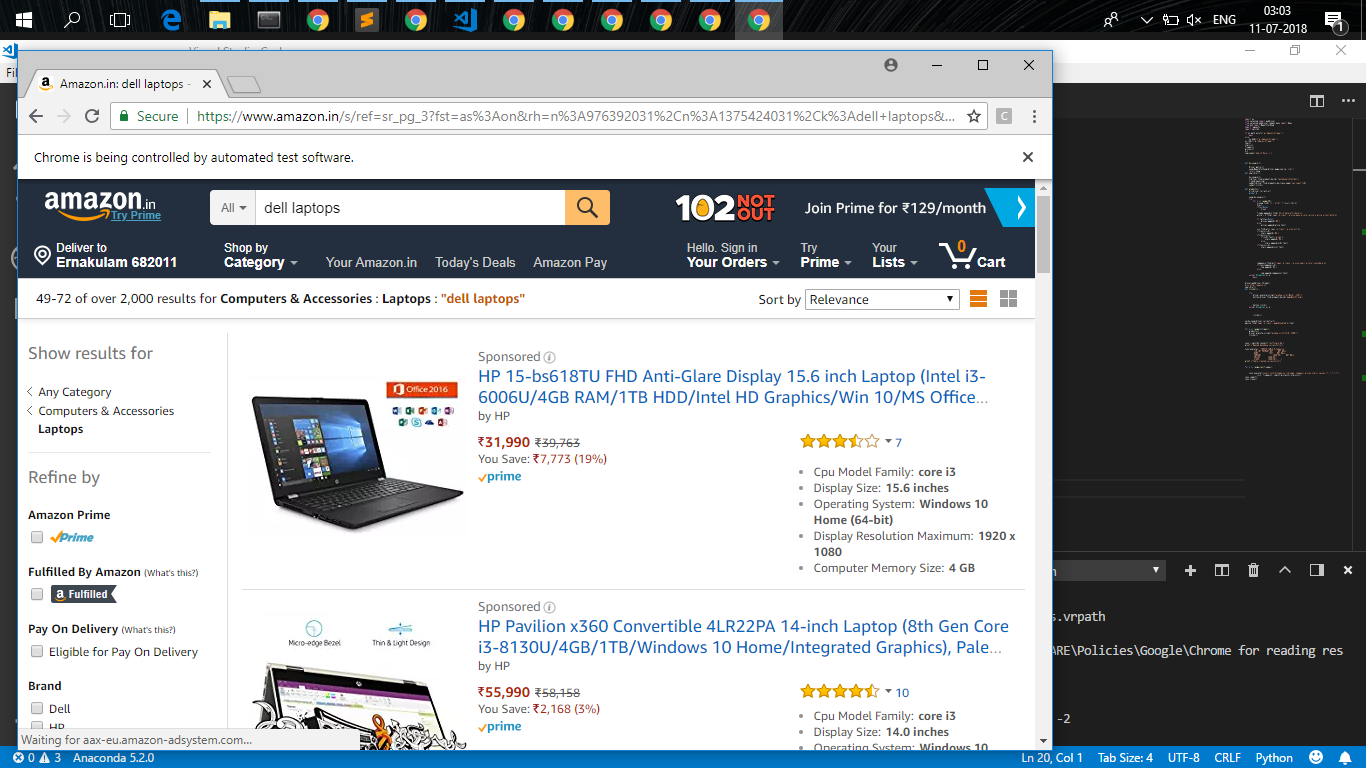 ENG
03:03
11-07-2018
1
Amazon.in: dell laptops -
Secure
https://www.amazon.in/s/ref=sr_pg_3?fst=as%3Aon&rh=n%3A976392031%2Cn%3A1375424031%2Ck%3Adell+laptops&...
C
Chrome is being controlled by automated test software.
amazon.in
Try Prime
All
dell laptops
102 NOT OUT
Join Prime for ₹129/month
Deliver to
Ernakulam 682011
Shop by
Category
Your Amazon.in
Today's Deals
Amazon Pay
Hello. Sign in
Your Orders
Try
Prime
Your
Lists
0
Cart
49-72 of over 2,000 results for Computers & Accessories : Laptops : "dell laptops"
Sort by
Relevance
Show results for
Any Category
Computers & Accessories
Laptops
Refine by
Amazon Prime
Prime
Fulfilled By Amazon (What's this?)
a Fulfilled
Pay On Delivery (What's this?)
Eligible for Pay On Delivery
Brand
Dell
HP
Waiting for aax-eu.amazon-adsystem.com...
Office 2016
Sponsored
HP 15-bs618TU FHD Anti-Glare Display 15.6 inch Laptop (Intel i3-
6006U/4GB RAM/1TB HDD/Intel HD Graphics/Win 10/MS Office...
by HP
₹31,990 ₹39,763
You Save: ₹7,773 (19%)
prime
7
Cpu Model Family: core i3
Display Size: 15.6 inches
Operating System: Windows 10
Home (64-bit)
Display Resolution Maximum: 1920 x
1080
Computer Memory Size: 4 GB
Micro-edge Bezel
Thin & Light Design
Sponsored
HP Pavilion x360 Convertible 4LR22PA 14-inch Laptop (8th Gen Core
i3-8130U/4GB/1TB/Windows 10 Home/Integrated Graphics), Pale...
by HP
₹55,990 ₹58,158
You Save: ₹2,168 (3%)
prime
10
Cpu Model Family: core i3
Display Size: 14.0 inches
Operating System: Windows 10
s.vrpath
ARE\Policies\Google\Chrome for reading res
-2
0
3
Anaconda 5.2.0
Ln 20, Col 1
Tab Size: 4
UTF-8
CRLF
Python